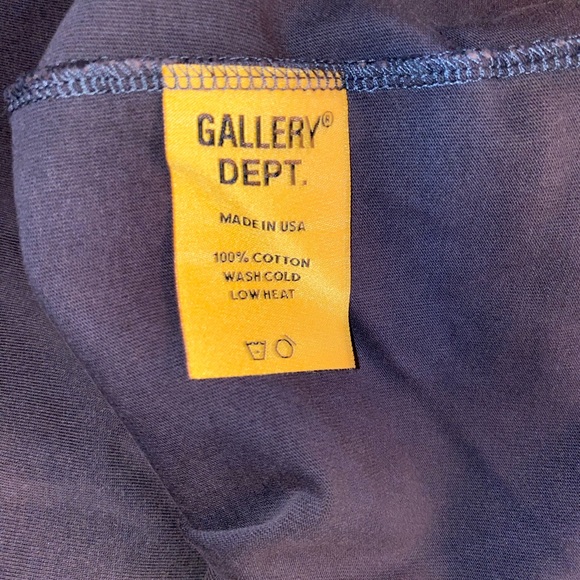 GALLERY®
DEPT.
MADE IN USA
100% COTTON
WASH COLD
LOW HEAT